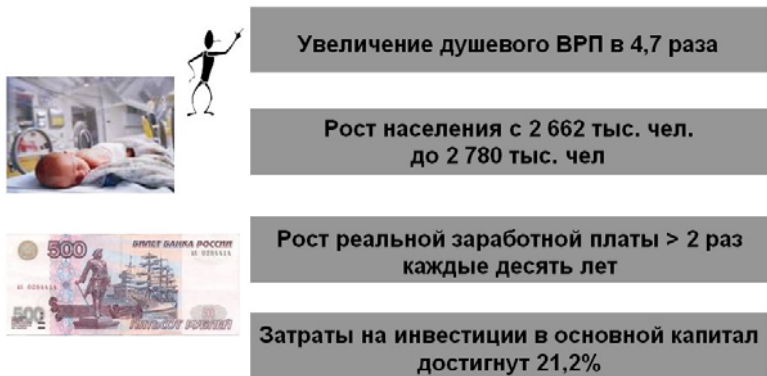 Увеличение душевого ВРП в 4,7 раза
Рост населения с 2 662 тыс. чел.
до 2 780 тыс. чел
500
БИЛЕТ БАНКА РОССИИ
Рост реальной заработной платы > 2 раз
каждые десять лет
500
ПЯТЬСОТ РУБЛЕЙ
Затраты на инвестиции в основной капитал
достигнут 21,2%